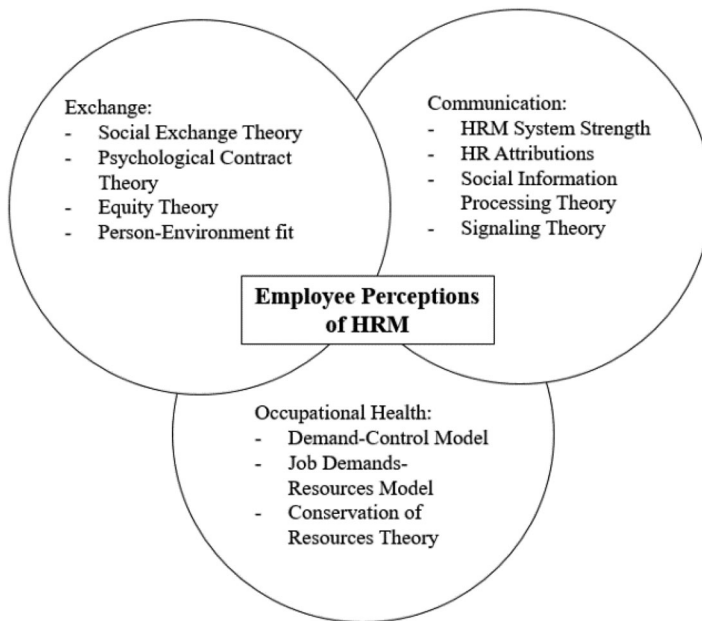 Exchange:
- Social Exchange Theory
- Psychological Contract
Theory
- Equity Theory
- Person-Environment fit
Communication:
- HRM System Strength
- HR Attributions
- Social Information
Processing Theory
- Signaling Theory
Employee Perceptions
of HRM
Occupational Health:
- Demand-Control Model
- Job Demands-
Resources Model
- Conservation of
Resources Theory